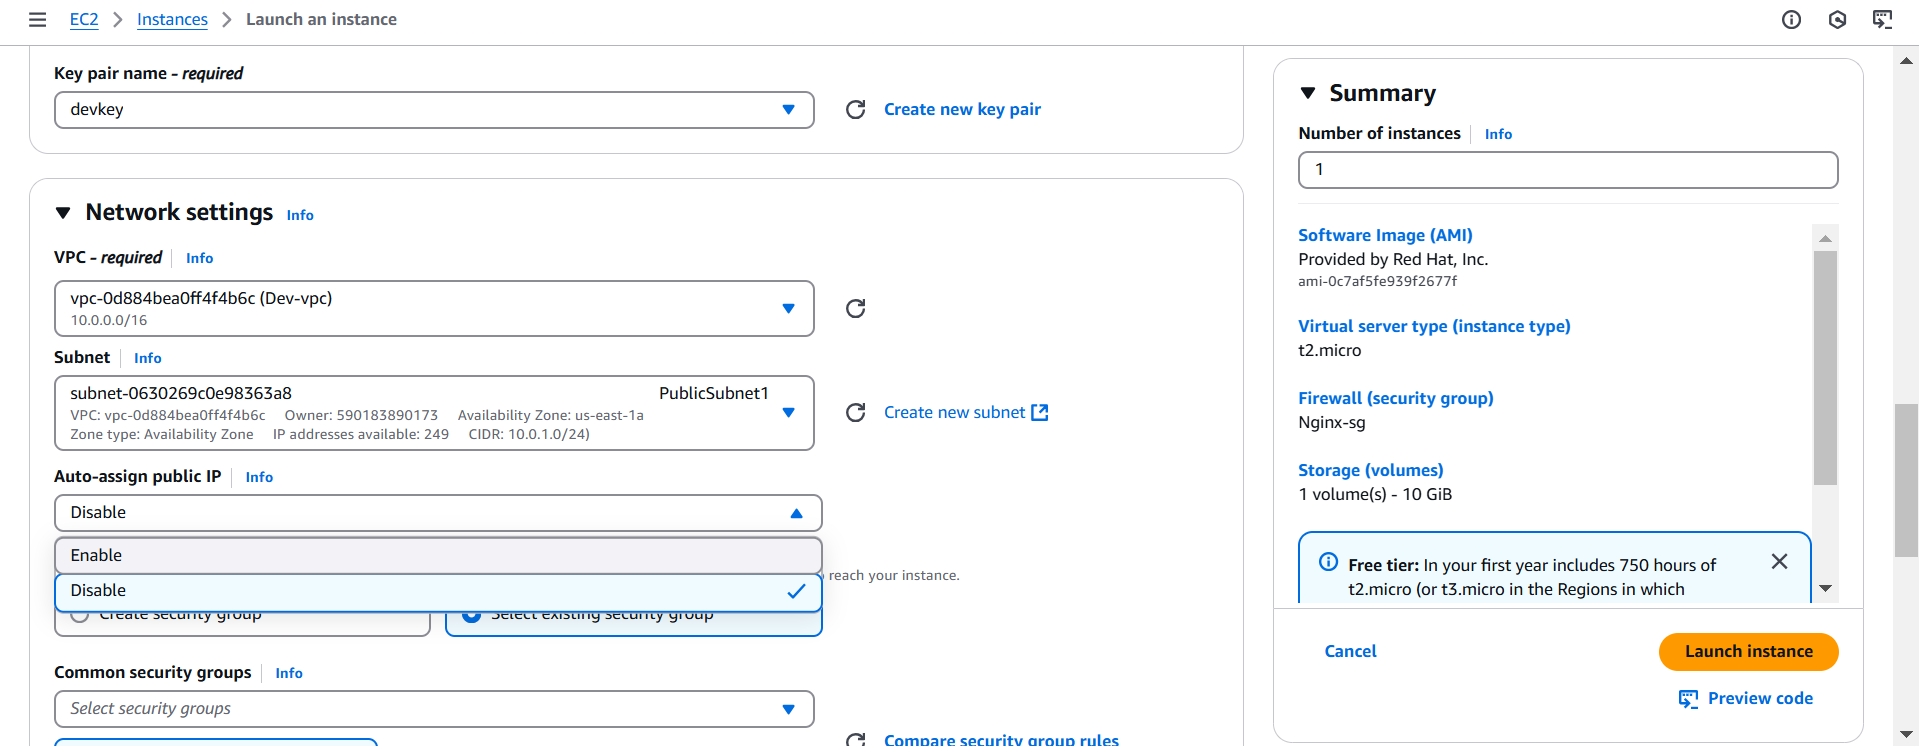 EC2 > Instances > Launch an instance
Key pair name - required
devkey
Create new key pair
Network settings Info
VPC - required Info
vpc-0d884bea0ff4f4b6c (Dev-vpc)
10.0.0.0/16
Subnet Info
subnet-0630269c0e98363a8 PublicSubnet1
VPC: vpc-0d884bea0ff4f4b6c Owner: 590183890173 Availability Zone: us-east-1a
Zone type: Availability Zone IP addresses available: 249 CIDR: 10.0.1.0/24)
Create new subnet
Auto-assign public IP Info
Disable
Enable
Disable
reach your instance.
Create security group
Select existing security group
Common security groups Info
Select security groups
Compare security group rules
Summary
Number of instances Info
1
Software Image (AMI)
Provided by Red Hat, Inc.
ami-0c7af5fe939f2677f
Virtual server type (instance type)
t2.micro
Firewall (security group)
Nginx-sg
Storage (volumes)
1 volume(s) - 10 GiB
Free tier: In your first year includes 750 hours of
t2.micro (or t3.micro in the Regions in which
Cancel
Launch instance
Preview code